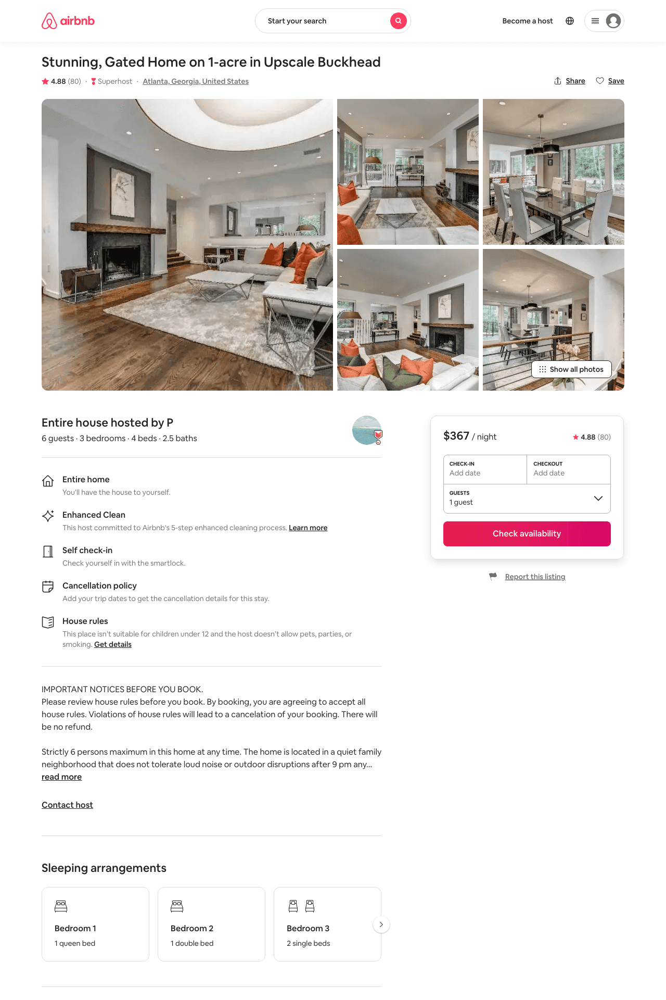 airbnb
Start your search
Become a host
Stunning, Gated Home on 1-acre in Upscale Buckhead
4.88 (80) · Superhost · Atlanta, Georgia, United States
Share
Save
Show all photos
Entire house hosted by P
6 guests · 3 bedrooms · 4 beds · 2.5 baths
Entire home
You’ll have the house to yourself.
Enhanced Clean
This host committed to Airbnb's 5-step enhanced cleaning process. Learn more
Self check-in
Check yourself in with the smartlock.
Cancellation policy
Add your trip dates to get the cancellation details for this stay.
House rules
This place isn’t suitable for children under 12 and the host doesn’t allow pets, parties, or
smoking. Get details
$367 / night
4.88 (80)
CHECK-IN
Add date
CHECKOUT
Add date
GUESTS
1 guest
Check availability
Report this listing
IMPORTANT NOTICES BEFORE YOU BOOK.
Please review house rules before you book. By booking, you are agreeing to accept all
house rules. Violations of house rules will lead to a cancelation of your booking. There will
be no refund.
Strictly 6 persons maximum in this home at any time. The home is located in a quiet family
neighborhood that does not tolerate loud noise or outdoor disruptions after 9 pm any...
read more
Contact host
Sleeping arrangements
Bedroom 1
1 queen bed
Bedroom 2
1 double bed
Bedroom 3
2 single beds